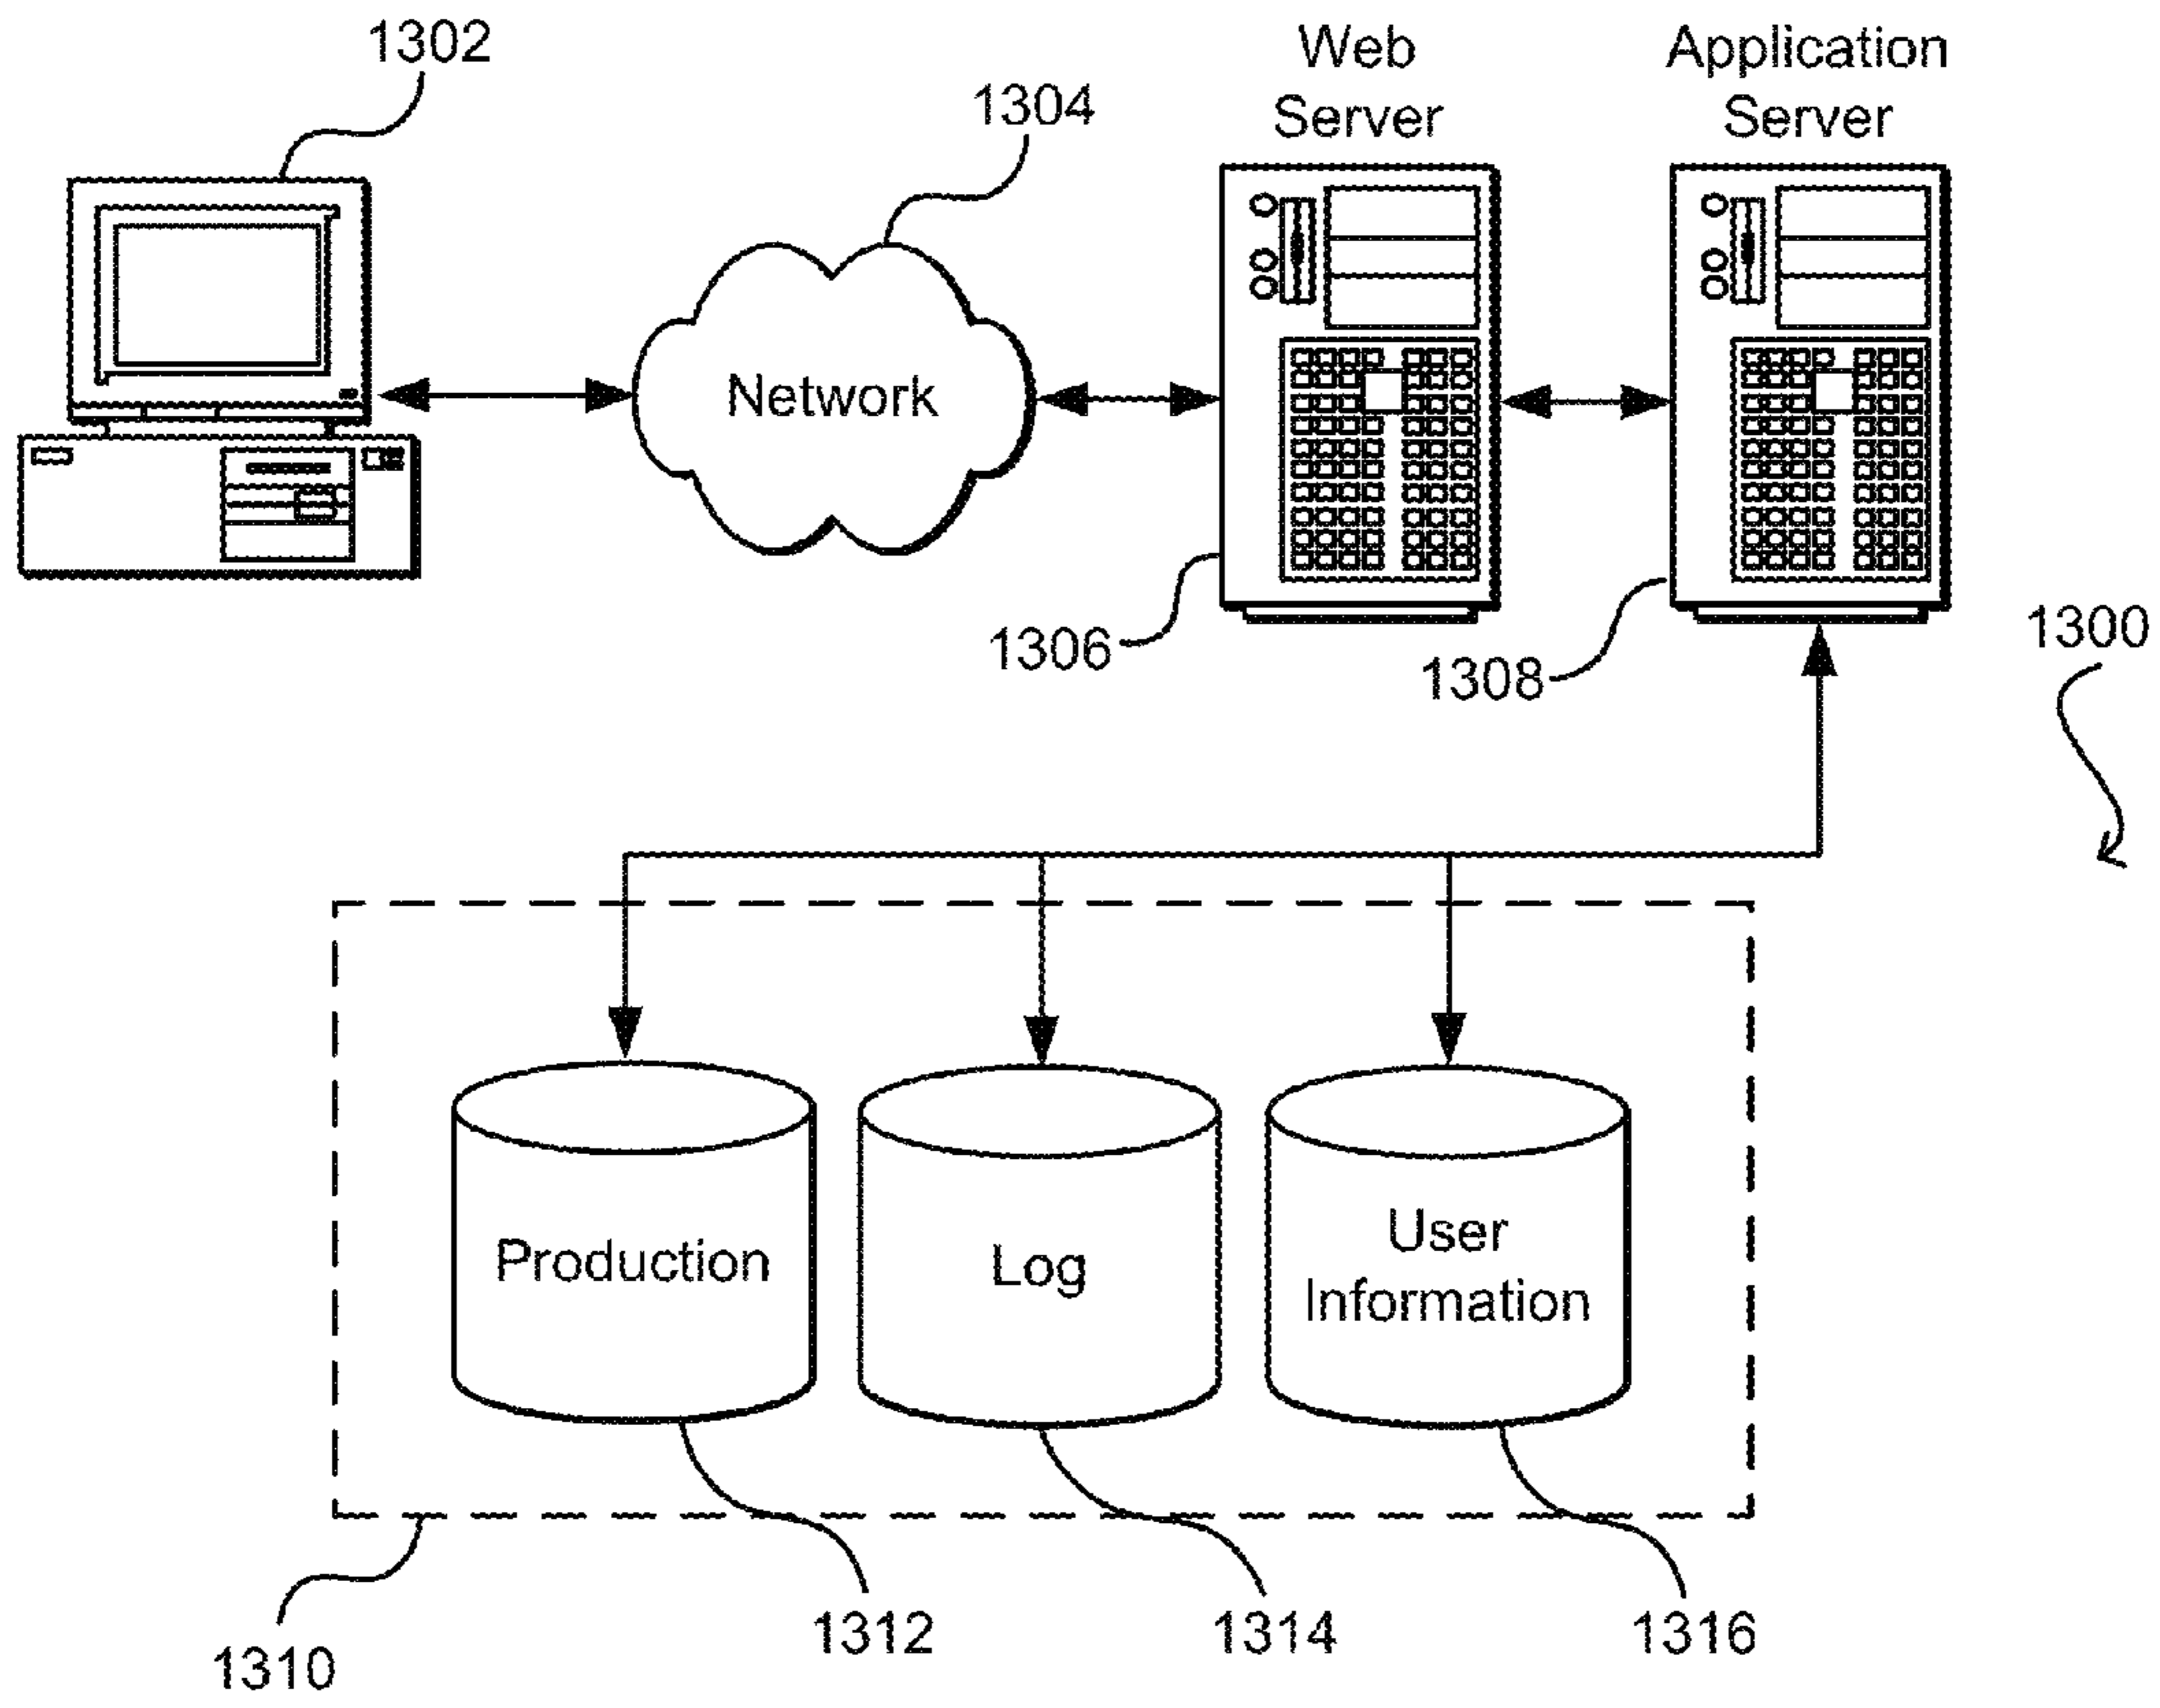 1302
1304
Web
Server
Application
Server
Network
1306
1308
1300
Production
Log
User
Information
1310
1312
1314
1316